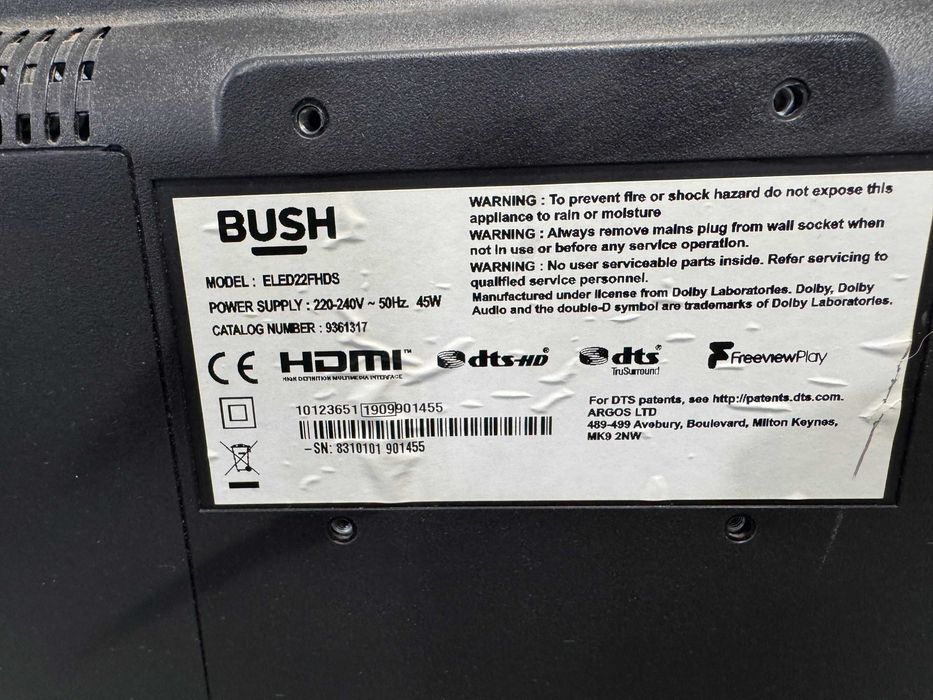 BUSH
MODEL : ELED22FHDS
POWER SUPPLY : 220-240V ~ 50Hz. 45W
CATALOG NUMBER : 9361317
WARNING : To prevent fire or shock hazard do not expose this
appliance to rain or moisture
WARNING : Always remove mains plug from wall socket when
not in use or before any service operation.
WARNING : No user serviceable parts inside. Refer servicing to
qualified service personnel.
Manufactured under license from Dolby Laboratories. Dolby, Dolby
Audio and the double-D symbol are trademarks of Dolby Laboratories.
CE
HDMI™
HIGH DEFINITION MULTIMEDIA INTERFACE
dts-HD
dts®
TruSurround
FreeviewPlay
10123651 1909 901455
–SN: 8310101 901455
For DTS patents, see http://patents.dts.com.
ARGOS LTD
489-499 Avebury, Boulevard, Milton Keynes,
MK9 2NW